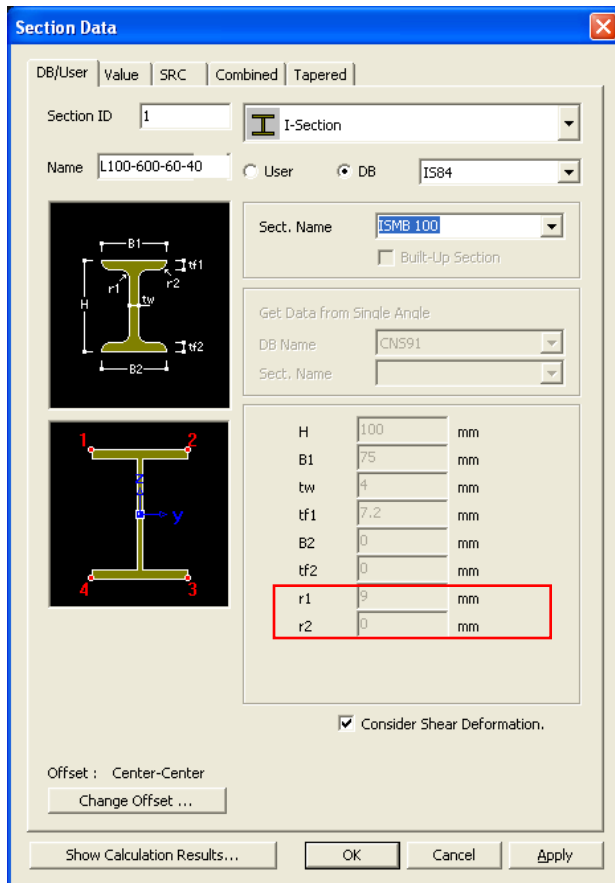 Section Data
DB/User Value SRC Combined Tapered
Section ID 1 I-Section
Name L100-600-60-40 User DB IS84
Sect. Name ISMB 100
Built-Up Section
Get Data from Single Angle
DB Name CNS91
Sect. Name
B1
tf1
r1 r2
H tw
tf2
B2
1 2
z
y
4 3
H 100 mm
B1 75 mm
tw 4 mm
tf1 7.2 mm
B2 0 mm
tf2 0 mm
r1 9 mm
r2 0 mm
Consider Shear Deformation.
Offset : Center-Center
Change Offset ...
Show Calculation Results... OK Cancel Apply